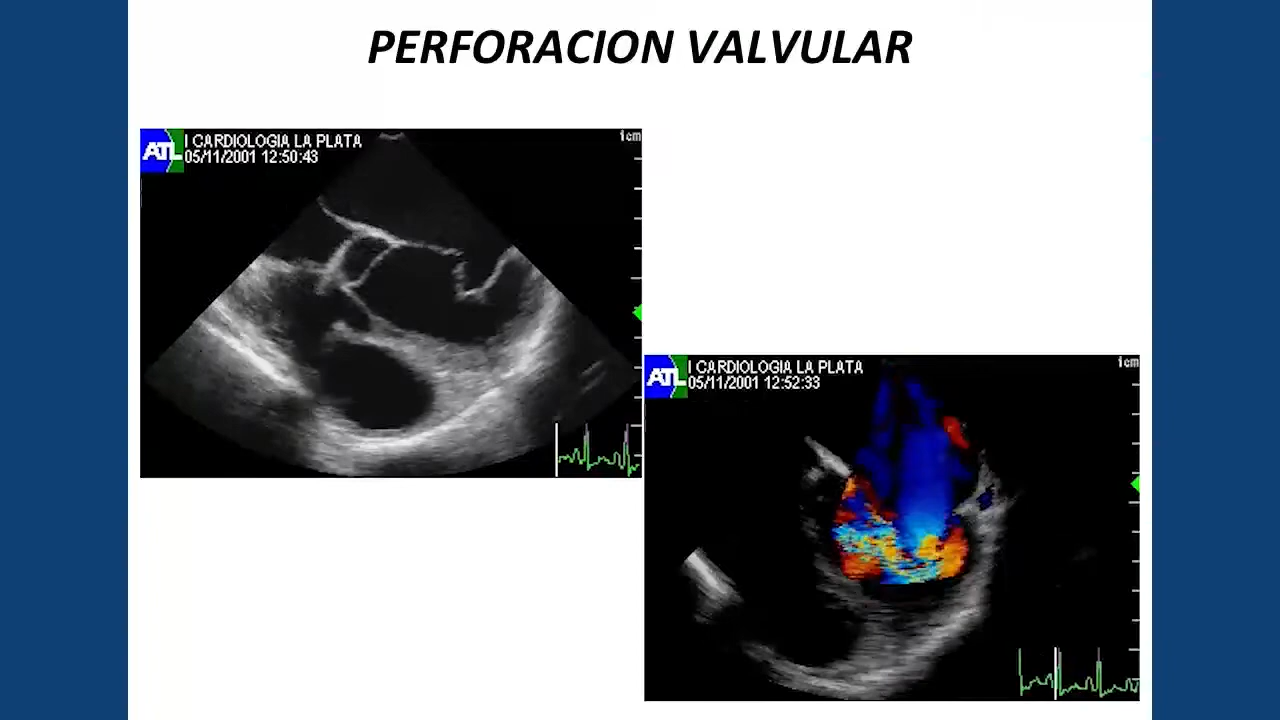 PERFORACION VALVULAR
ATL
I CARDIOLOGIA LA PLATA
05/11/2001 12:50:43
1cm
ATL
I CARDIOLOGIA LA PLATA
05/11/2001 12:52:33
1cm